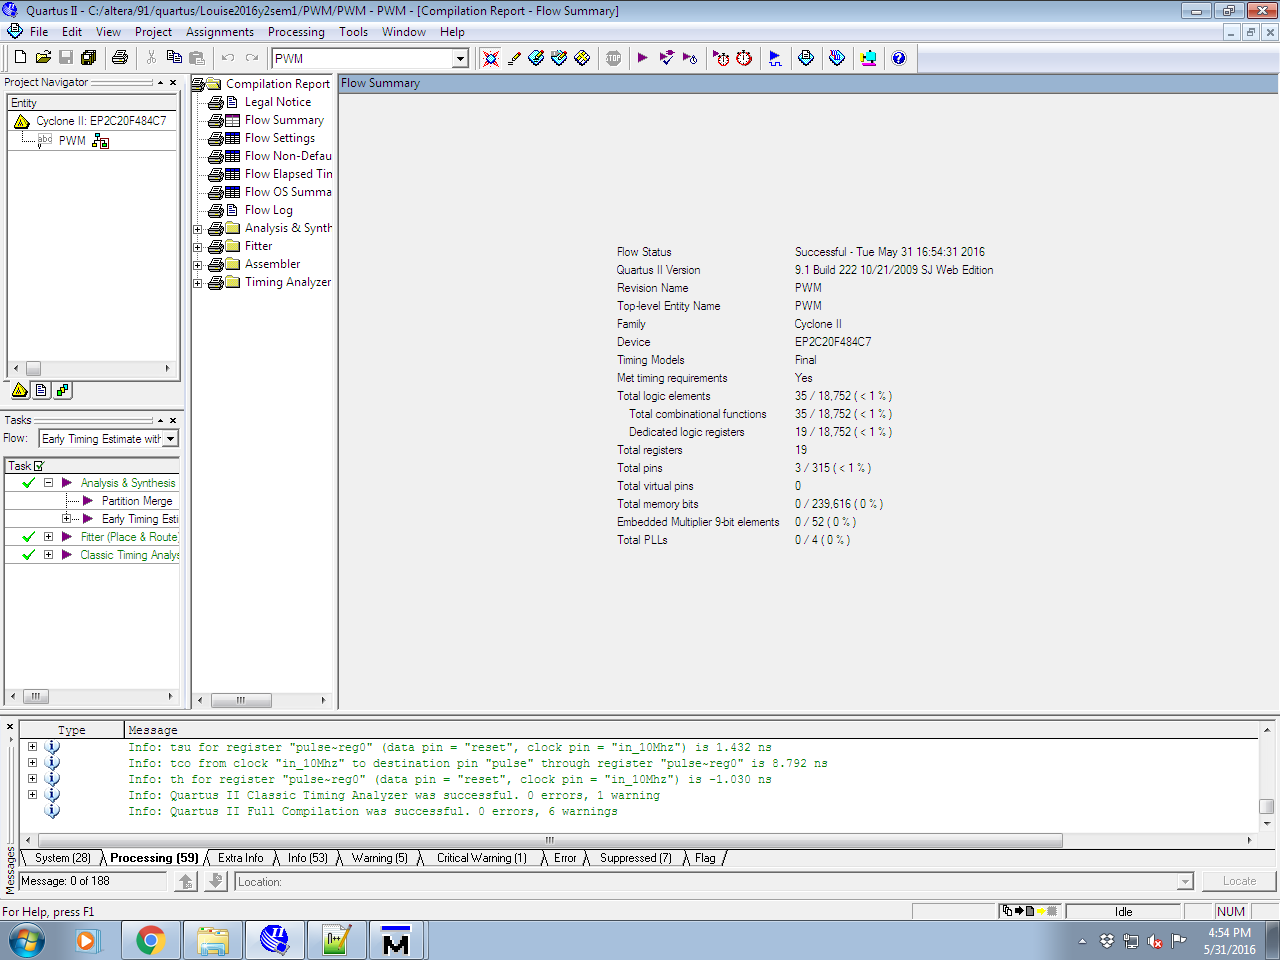 Quartus II - C:/altera/91/quartus/Louise2016y2sem1/PWM/PWM - PWM - [Compilation Report - Flow Summary]
File Edit View Project Assignments Processing Tools Window Help
PWM
Project Navigator
Entity
Cyclone II: EP2C20F484C7
abc PWM
Tasks
Flow: Early Timing Estimate with
Task
Analysis & Synthesis
Partition Merge
Early Timing Esti
Fitter (Place & Route)
Classic Timing Analys
Compilation Report
Legal Notice
Flow Summary
Flow Settings
Flow Non-Defau
Flow Elapsed Tin
Flow OS Summa
Flow Log
Analysis & Synth
Fitter
Assembler
Timing Analyzer
Flow Summary
Flow Status Successful - Tue May 31 16:54:31 2016
Quartus II Version 9.1 Build 222 10/21/2009 SJ Web Edition
Revision Name PWM
Top-level Entity Name PWM
Family Cyclone II
Device EP2C20F484C7
Timing Models Final
Met timing requirements Yes
Total logic elements 35 / 18,752 ( < 1 % )
Total combinational functions 35 / 18,752 ( < 1 % )
Dedicated logic registers 19 / 18,752 ( < 1 % )
Total registers 19
Total pins 3 / 315 ( < 1 % )
Total virtual pins 0
Total memory bits 0 / 239,616 ( 0 % )
Embedded Multiplier 9-bit elements 0 / 52 ( 0 % )
Total PLLs 0 / 4 ( 0 % )
Type Message
Info: tsu for register "pulse~reg0" (data pin = "reset", clock pin = "in_10Mhz") is 1.432 ns
Info: tco from clock "in_10Mhz" to destination pin "pulse" through register "pulse~reg0" is 8.792 ns
Info: th for register "pulse~reg0" (data pin = "reset", clock pin = "in_10Mhz") is -1.030 ns
Info: Quartus II Classic Timing Analyzer was successful. 0 errors, 1 warning
Info: Quartus II Full Compilation was successful. 0 errors, 6 warnings
Messages
System (28) Processing (59) Extra Info Info (53) Warning (5) Critical Warning (1) Error Suppressed (7) Flag
Message: 0 of 188 Location: Locate
For Help, press F1 Idle NUM
4:54 PM
5/31/2016